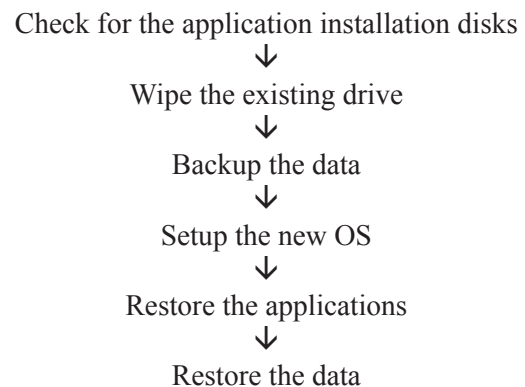 Check for the application installation disks
↓
Wipe the existing drive
↓
Backup the data
↓
Setup the new OS
↓
Restore the applications
↓
Restore the data